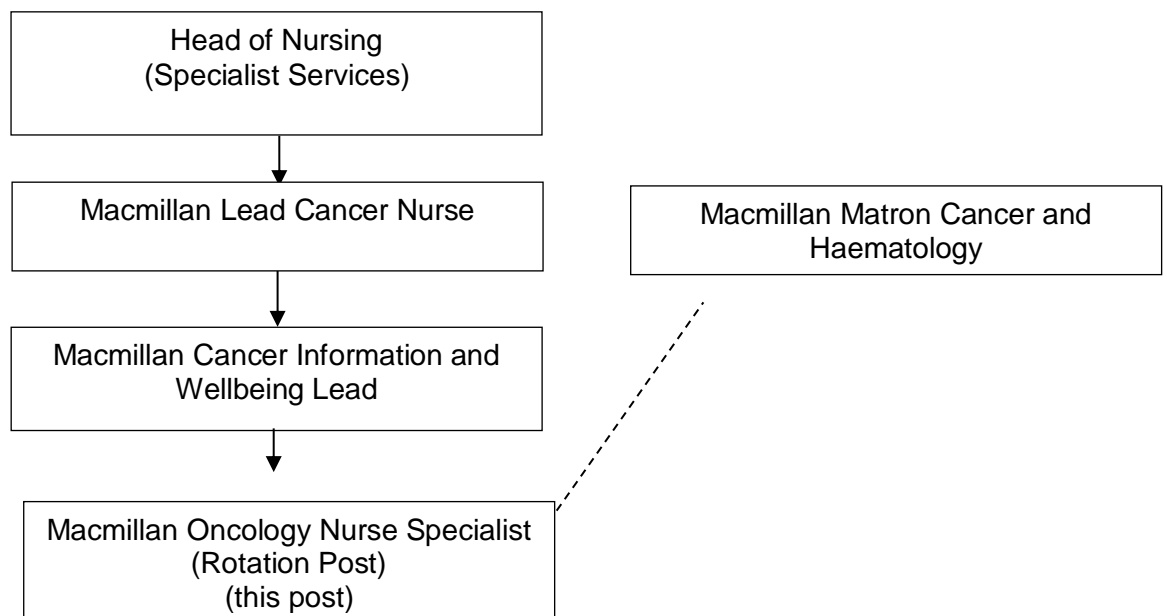 Head of Nursing
(Specialist Services)
Macmillan Lead Cancer Nurse
Macmillan Matron Cancer and
Haematology
Macmillan Cancer Information and
Wellbeing Lead
Macmillan Oncology Nurse Specialist
(Rotation Post)
(this post)